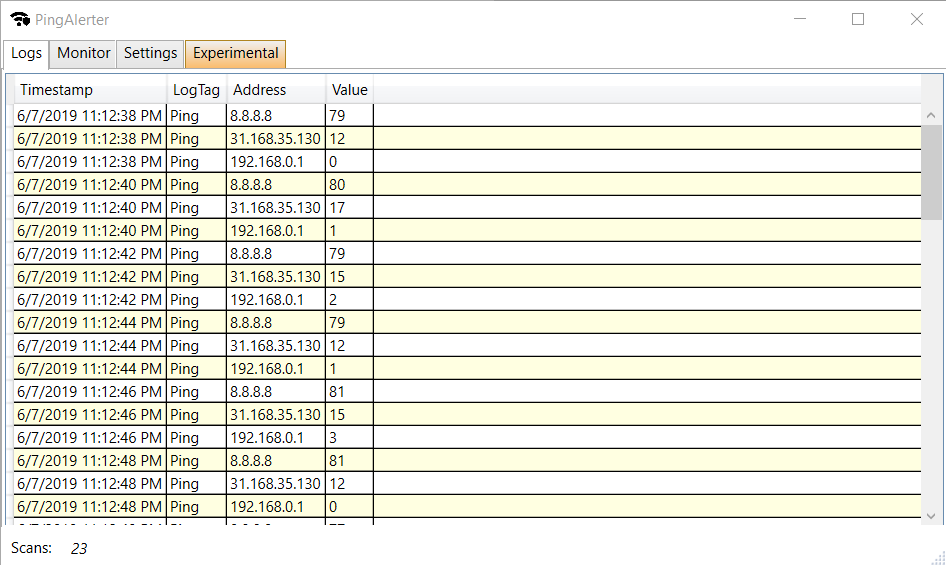 PingAlerter
Logs Monitor Settings Experimental
Timestamp LogTag Address Value
6/7/2019 11:12:38 PM Ping 8.8.8.8 79
6/7/2019 11:12:38 PM Ping 31.168.35.130 12
6/7/2019 11:12:38 PM Ping 192.168.0.1 0
6/7/2019 11:12:40 PM Ping 8.8.8.8 80
6/7/2019 11:12:40 PM Ping 31.168.35.130 17
6/7/2019 11:12:40 PM Ping 192.168.0.1 1
6/7/2019 11:12:42 PM Ping 8.8.8.8 79
6/7/2019 11:12:42 PM Ping 31.168.35.130 15
6/7/2019 11:12:42 PM Ping 192.168.0.1 2
6/7/2019 11:12:44 PM Ping 8.8.8.8 79
6/7/2019 11:12:44 PM Ping 31.168.35.130 12
6/7/2019 11:12:44 PM Ping 192.168.0.1 1
6/7/2019 11:12:46 PM Ping 8.8.8.8 81
6/7/2019 11:12:46 PM Ping 31.168.35.130 15
6/7/2019 11:12:46 PM Ping 192.168.0.1 3
6/7/2019 11:12:48 PM Ping 8.8.8.8 81
6/7/2019 11:12:48 PM Ping 31.168.35.130 12
6/7/2019 11:12:48 PM Ping 192.168.0.1 0
Scans: 23